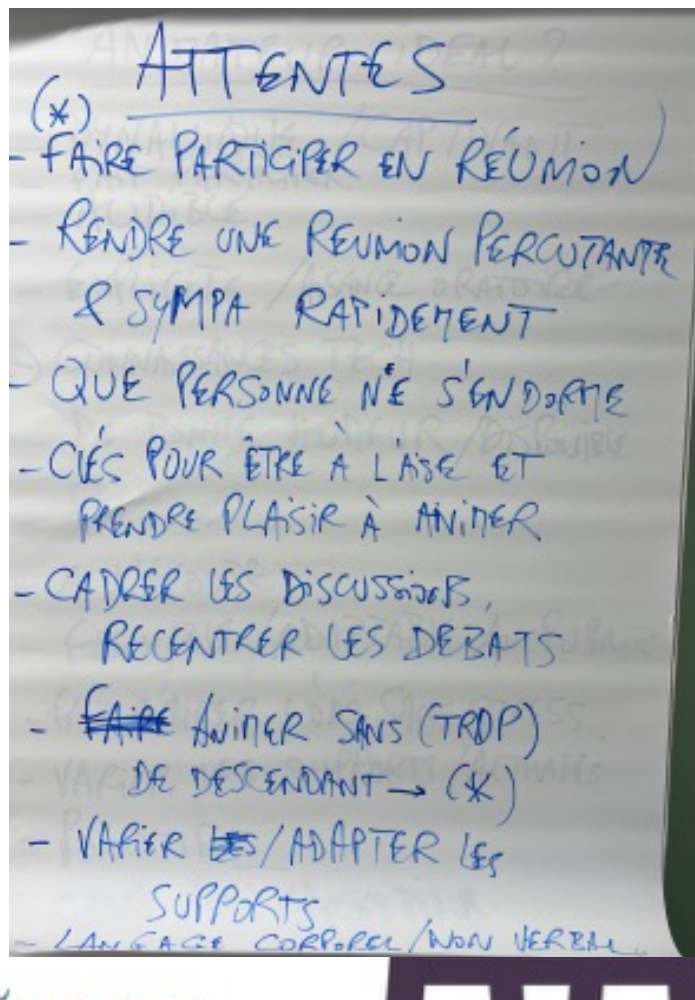 ATTENTES
(*)
- FAIRE PARTICIPER EN RÉUNION
- RENDRE UNE REUNION PERCUTANTE
& SYMPA RAPIDEMENT
- QUE PERSONNE NE S'ENDORME
- CLÉS POUR ÊTRE À L'AISE ET
PRENDRE PLAISIR À ANIMER
- CADRER LES DISCUSSIONS,
RECENTRER LES DÉBATS
- FAIRE ANIMER SANS (TROP)
DE DESCENDANT → (*)
- VARIER LES/ADAPTER LES
SUPPORTS
- LANGAGE CORPOREL/NON VERBAL